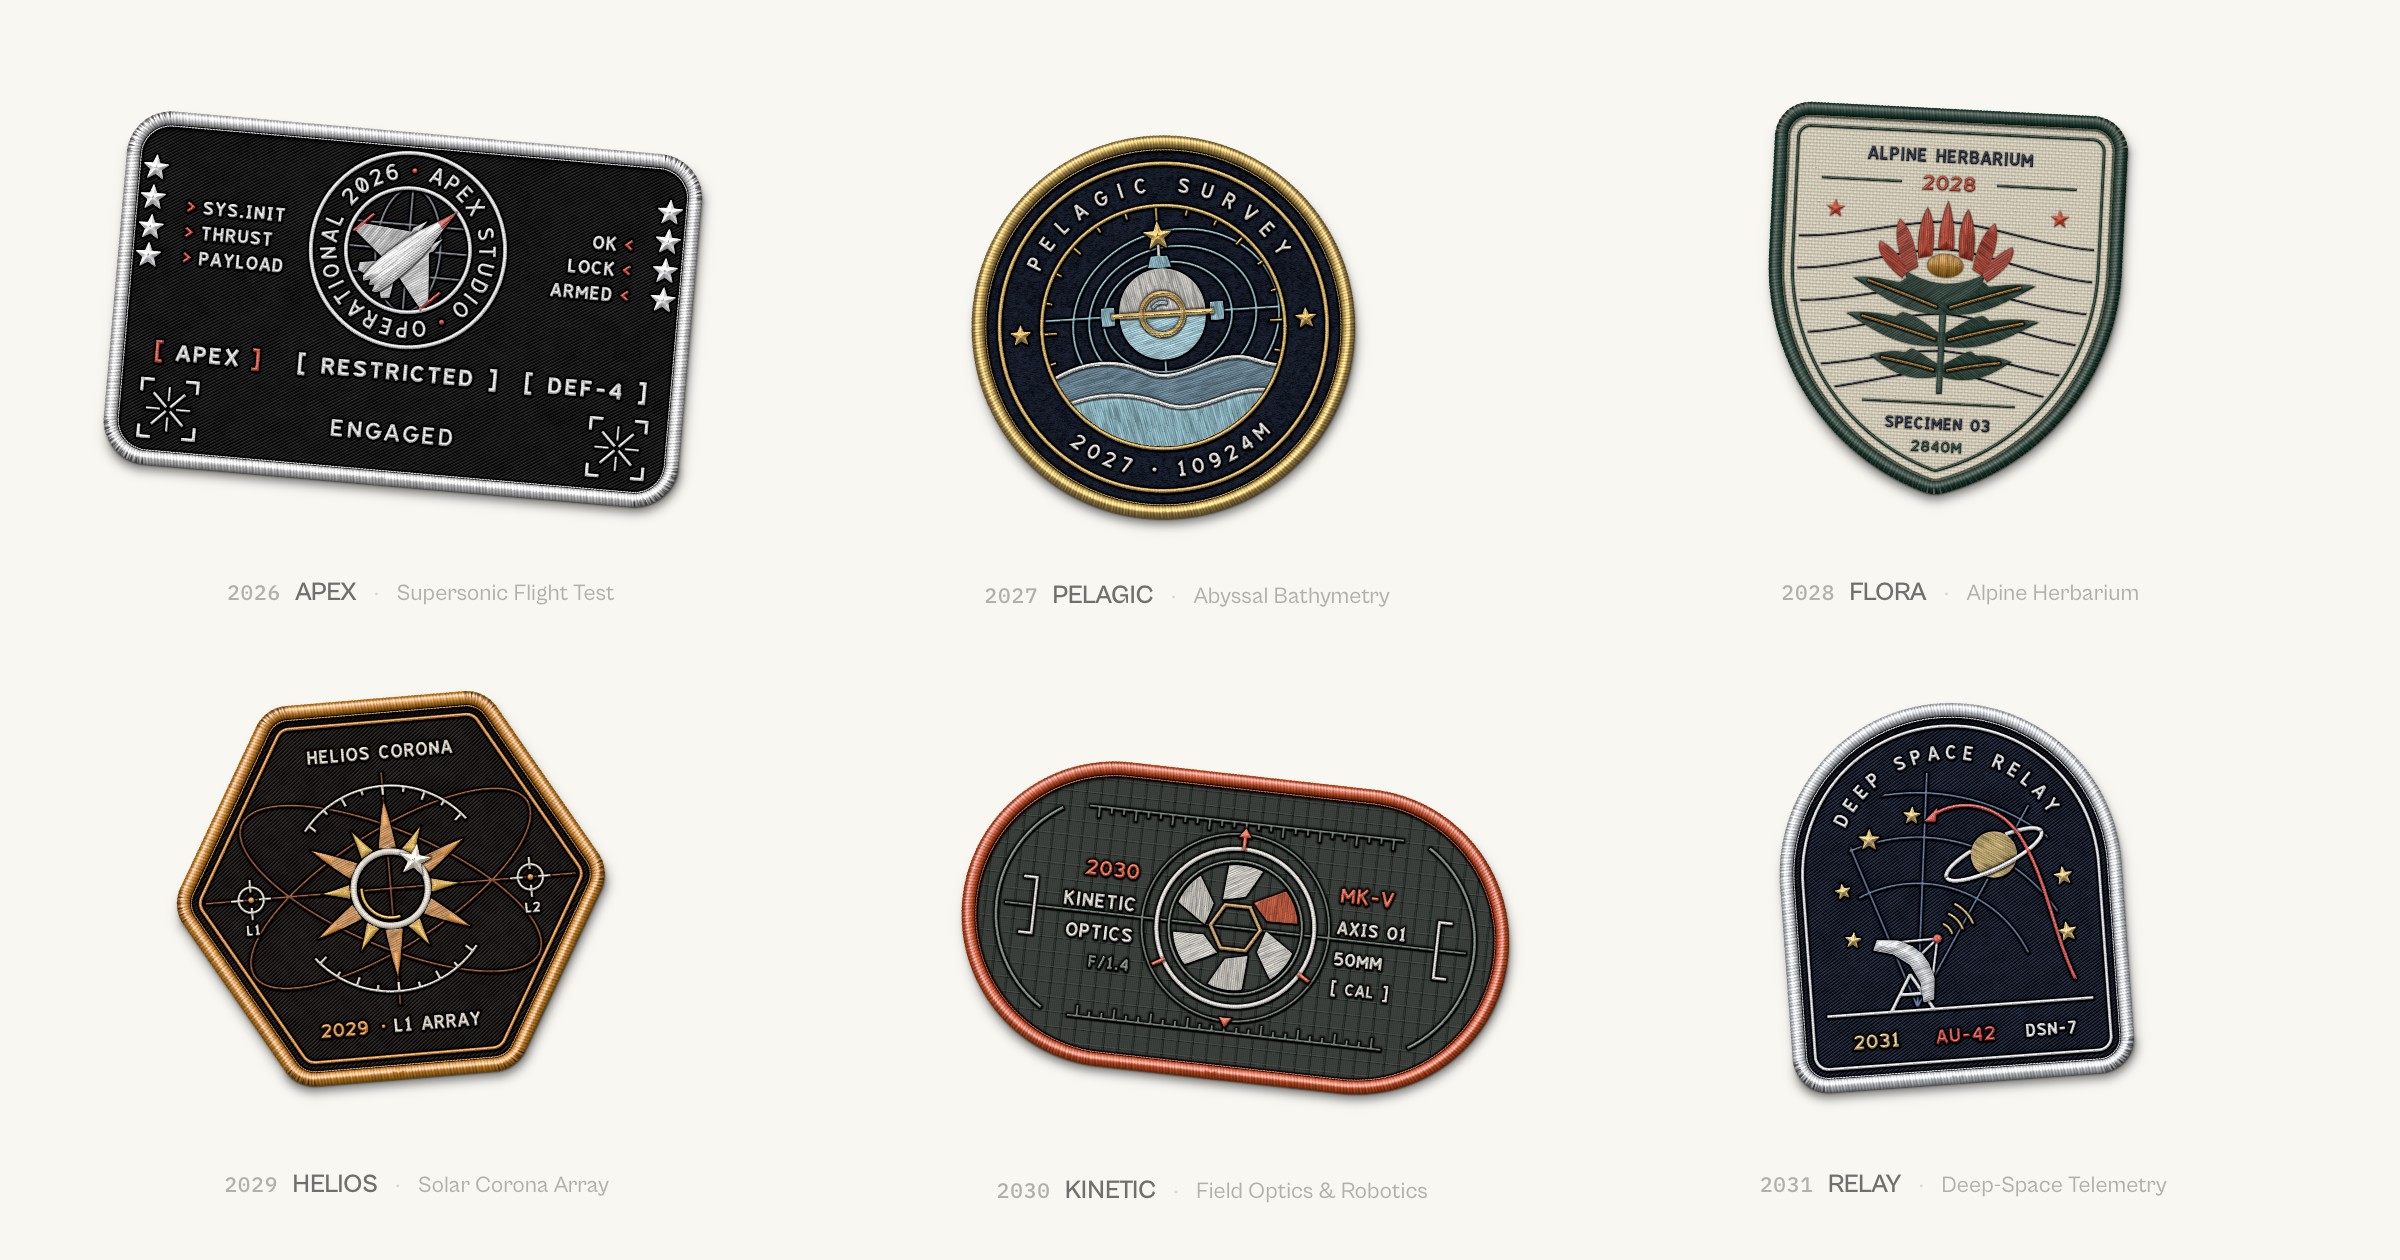 OPERATIONAL 2026 · APEX STUDIO ·
> SYS.INIT
> THRUST
> PAYLOAD
OK <
LOCK <
ARMED <
[ APEX ] [ RESTRICTED ] [ DEF-4 ]
ENGAGED
2026 APEX · Supersonic Flight Test
PELAGIC SURVEY
2027 · 10924M
2027 PELAGIC · Abyssal Bathymetry
ALPINE HERBARIUM
2028
SPECIMEN 03
2840M
2028 FLORA · Alpine Herbarium
HELIOS CORONA
L1
L2
2029 · L1 ARRAY
2029 HELIOS · Solar Corona Array
2030
KINETIC
OPTICS
F/1.4
MK-V
AXIS 01
50MM
[ CAL ]
2030 KINETIC · Field Optics & Robotics
DEEP SPACE RELAY
2031 AU-42 DSN-7
2031 RELAY · Deep-Space Telemetry